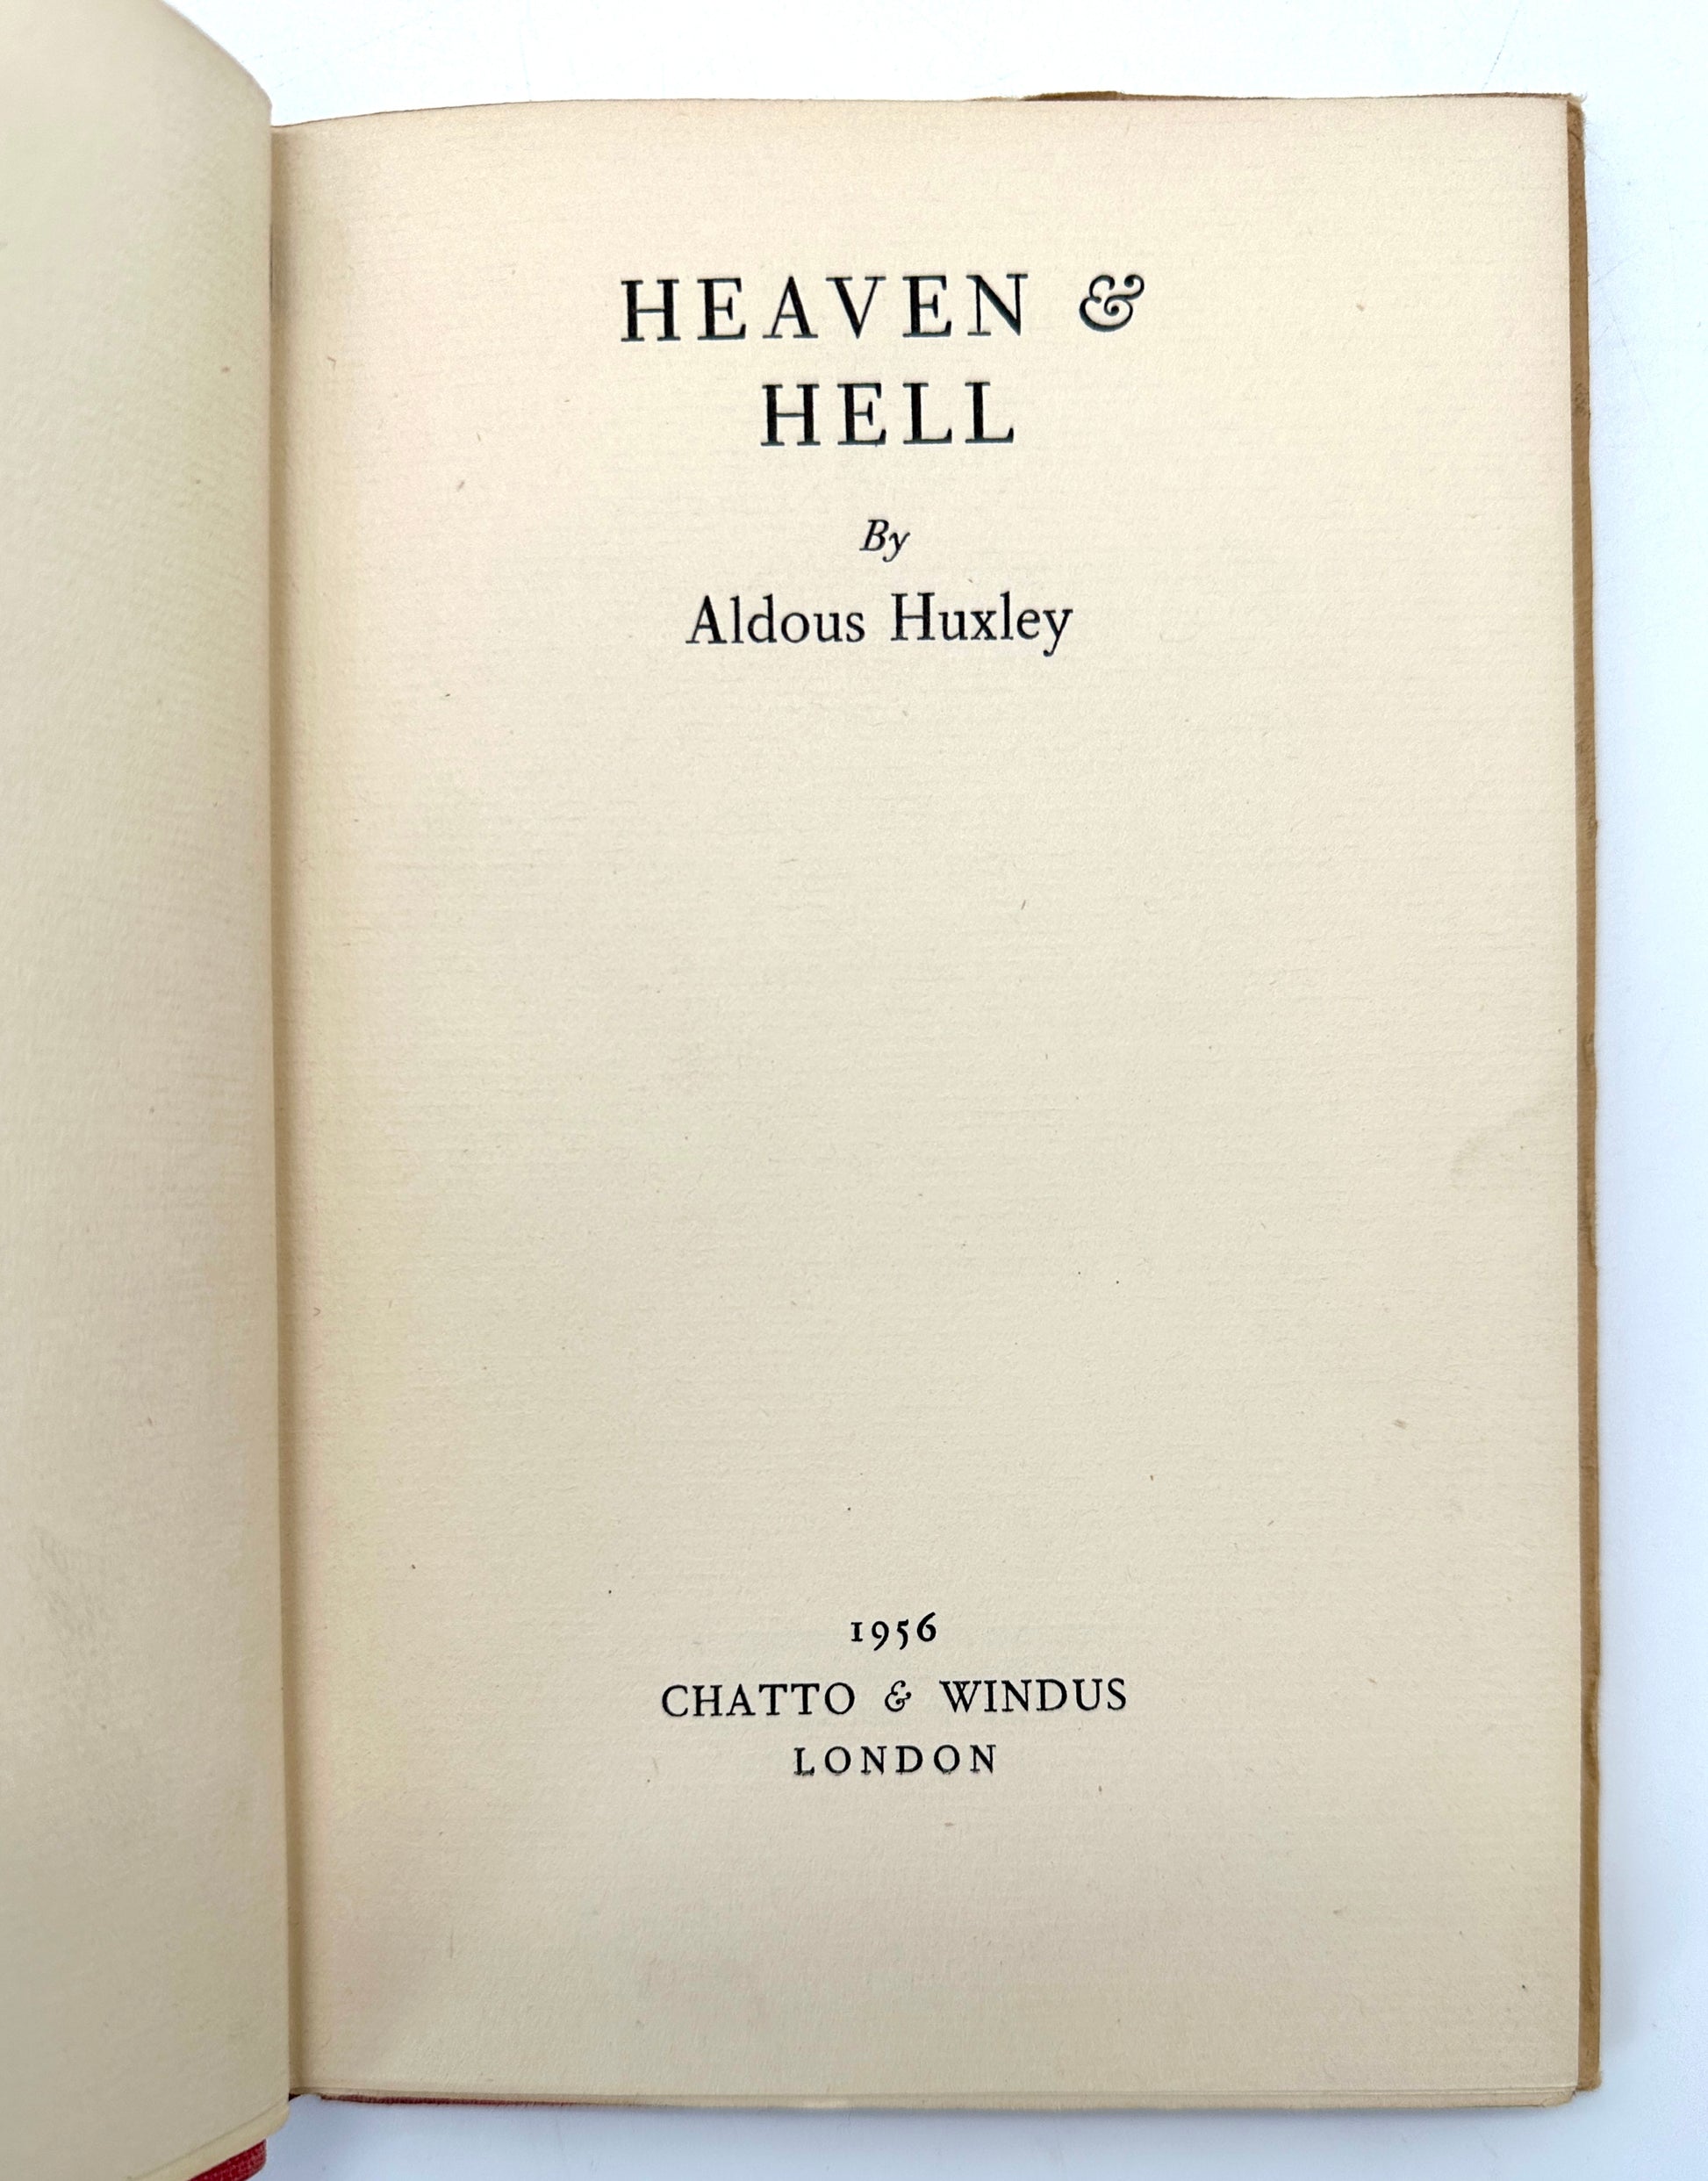 HEAVEN &
HELL
By
Aldous Huxley
1956
CHATTO & WINDUS
LONDON